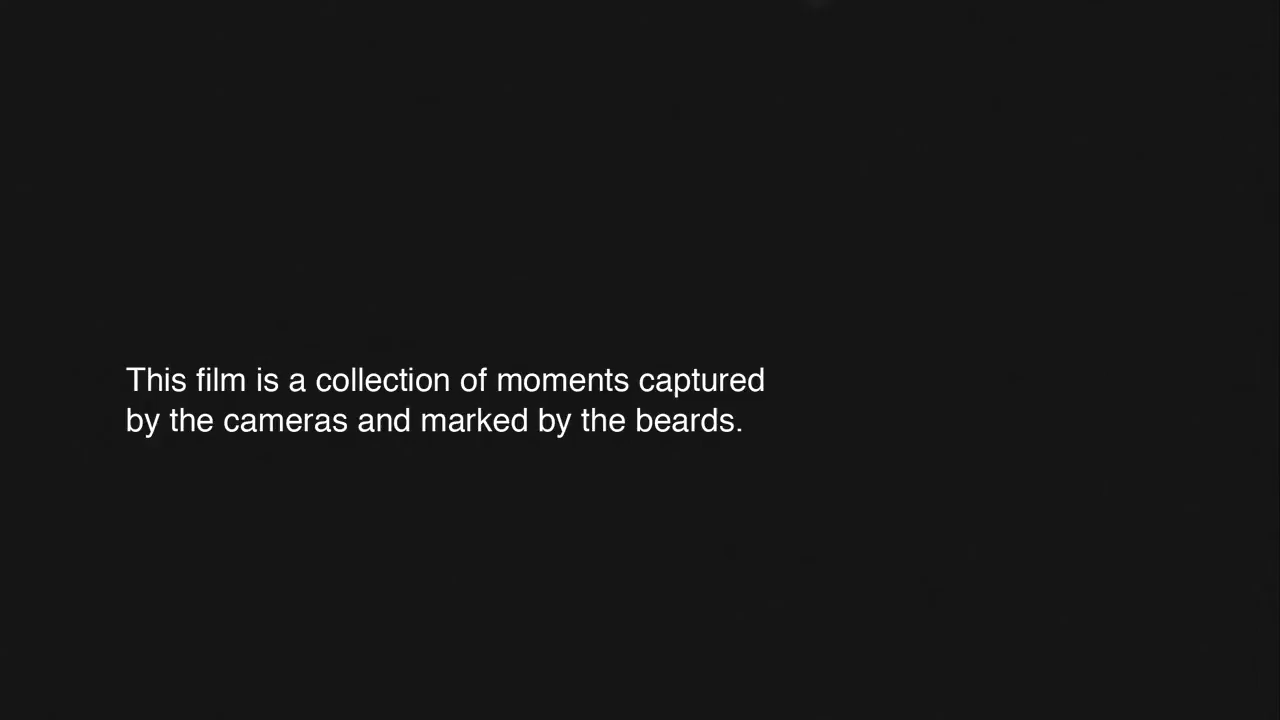 This film is a collection of moments captured
by the cameras and marked by the beards.